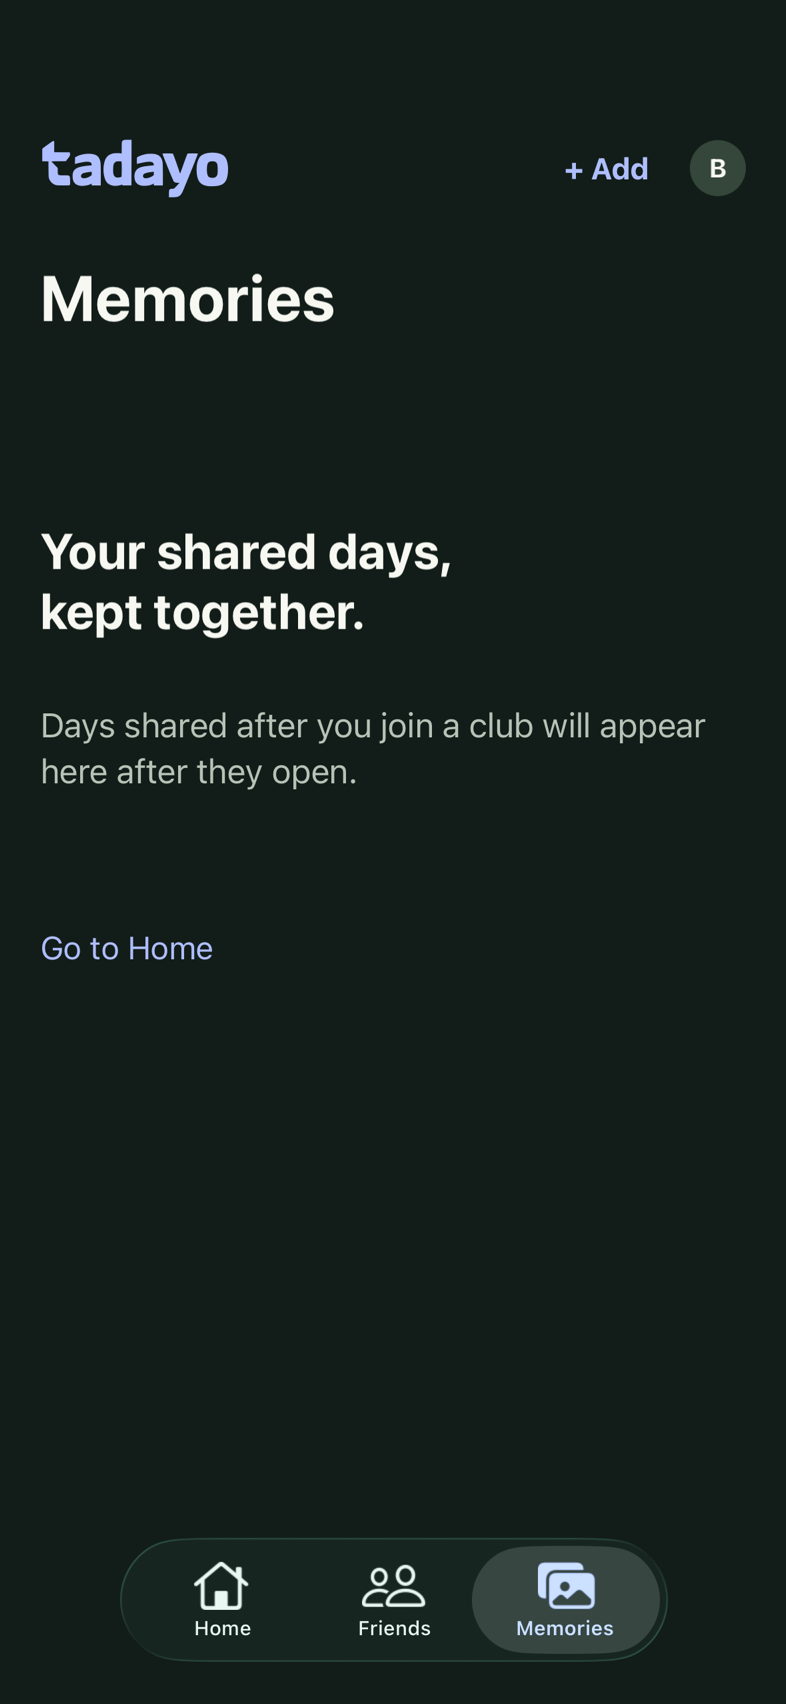 tadayo
+ Add
B
Memories
Your shared days,
kept together.
Days shared after you join a club will appear
here after they open.
Go to Home
Home
Friends
Memories